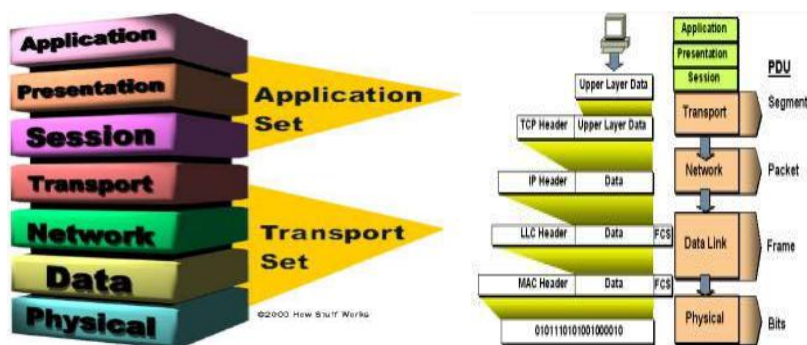 Application
Presentation
Session
Transport
Network
Data
Physical
Application
Set
Transport
Set
©2000 How Stuff Works
Application
Presentation
Session
PDU
Upper Layer Data
TCP Header Upper Layer Data
Transport
Segment
IP Header Data
Network
Packet
LLC Header Data FCS
Data Link
Frame
MAC Header Data FCS
0101110101001000010
Physical
Bits